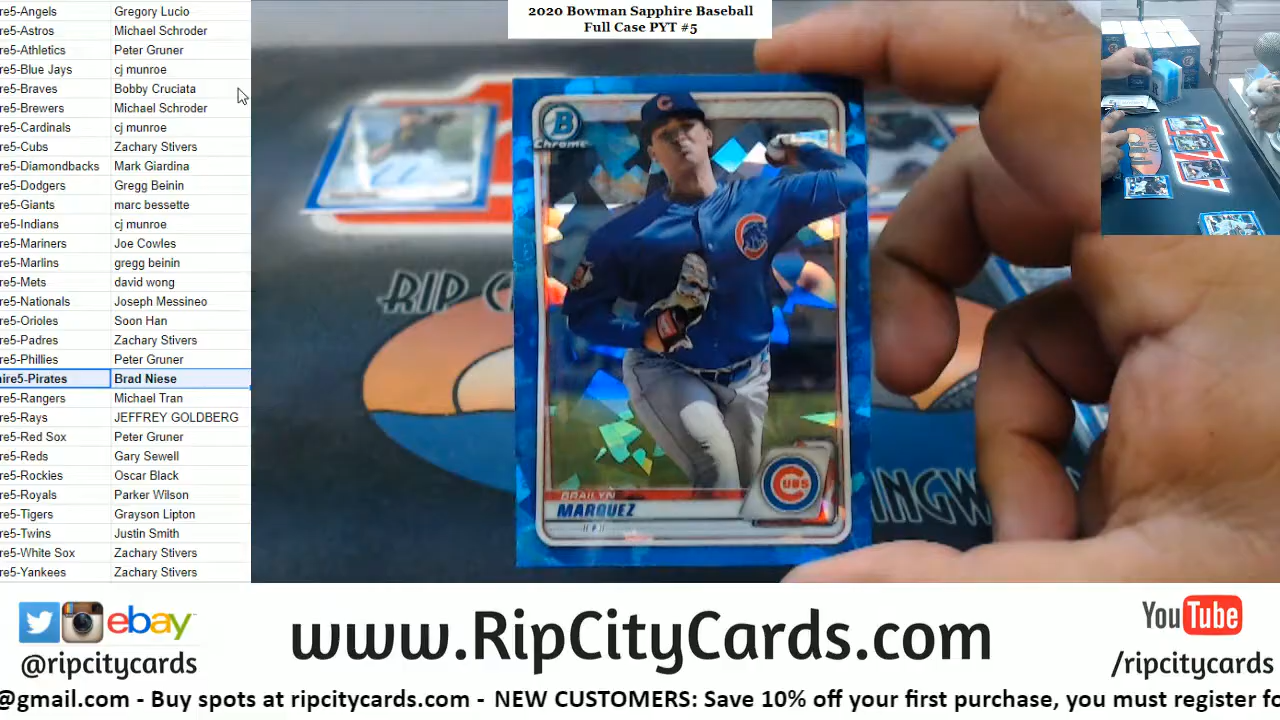 re5-Angels Gregory Lucio
re5-Astros Michael Schroder
re5-Athletics Peter Gruner
re5-Blue Jays cj munroe
re5-Braves Bobby Cruciata
re5-Brewers Michael Schroder
re5-Cardinals cj munroe
re5-Cubs Zachary Stivers
re5-Diamondbacks Mark Giardina
re5-Dodgers Gregg Beinin
re5-Giants marc bessette
re5-Indians cj munroe
re5-Mariners Joe Cowles
re5-Marlins gregg beinin
re5-Mets david wong
re5-Nationals Joseph Messineo
re5-Orioles Soon Han
re5-Padres Zachary Stivers
re5-Phillies Peter Gruner
ire5-Pirates Brad Niese
re5-Rangers Michael Tran
re5-Rays JEFFREY GOLDBERG
re5-Red Sox Peter Gruner
re5-Reds Gary Sewell
re5-Rockies Oscar Black
re5-Royals Parker Wilson
re5-Tigers Grayson Lipton
re5-Twins Justin Smith
re5-White Sox Zachary Stivers
re5-Yankees Zachary Stivers
2020 Bowman Sapphire Baseball
Full Case PYT #5
B
Chrome
C
RIP C
INGW
BRAILYN
MARQUEZ
P
CUBS
ebay
@ripcitycards
www.RipCityCards.com
YouTube
/ripcitycards
@gmail.com - Buy spots at ripcitycards.com - NEW CUSTOMERS: Save 10% off your first purchase, you must register fo